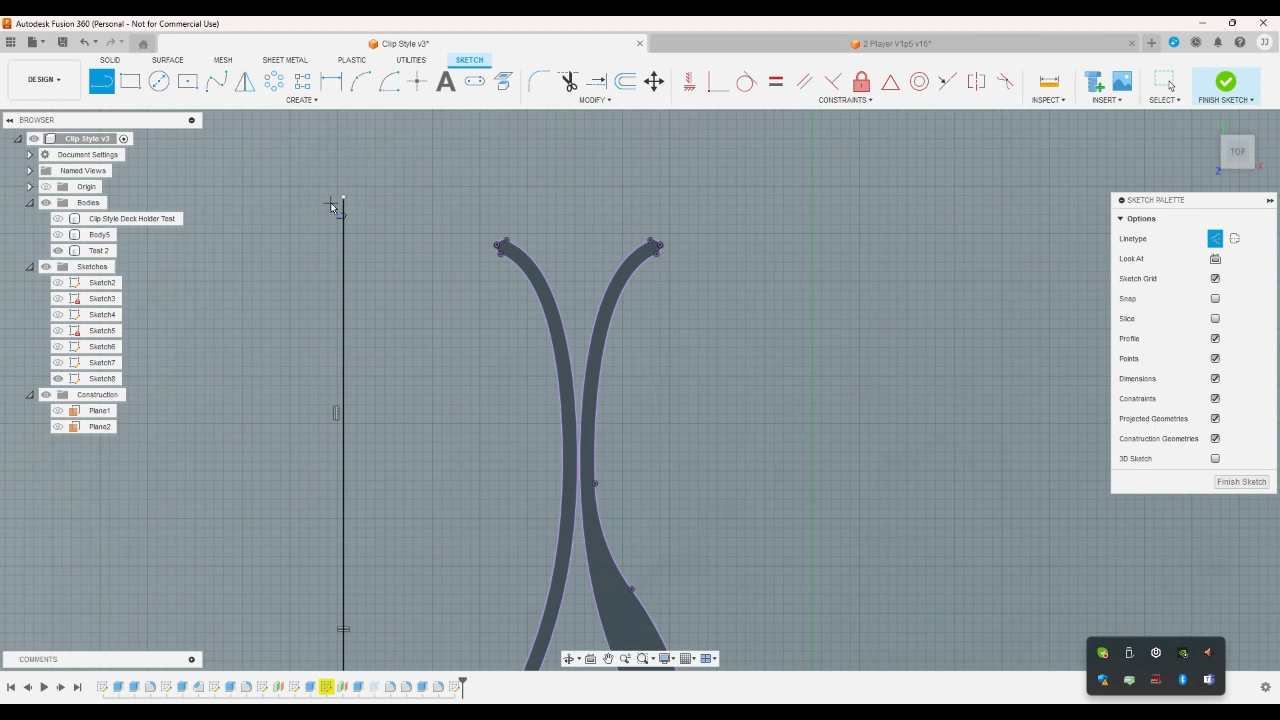 Autodesk Fusion 360 (Personal - Not for Commercial Use)
Clip Style v3*
2 Player V1p5 v16*
JJ
DESIGN
SOLID
SURFACE
MESH
SHEET METAL
PLASTIC
UTILITIES
SKETCH
CREATE
MODIFY
CONSTRAINTS
INSPECT
INSERT
SELECT
FINISH SKETCH
BROWSER
Clip Style v3
Document Settings
Named Views
Origin
Bodies
Clip Style Deck Holder Test
Body5
Test 2
Sketches
Sketch2
Sketch3
Sketch4
Sketch5
Sketch6
Sketch7
Sketch8
Construction
Plane1
Plane2
TOP
Z
X
SKETCH PALETTE
Options
Linetype
Look At
Sketch Grid
Snap
Slice
Profile
Points
Dimensions
Constraints
Projected Geometries
Construction Geometries
3D Sketch
Finish Sketch
COMMENTS